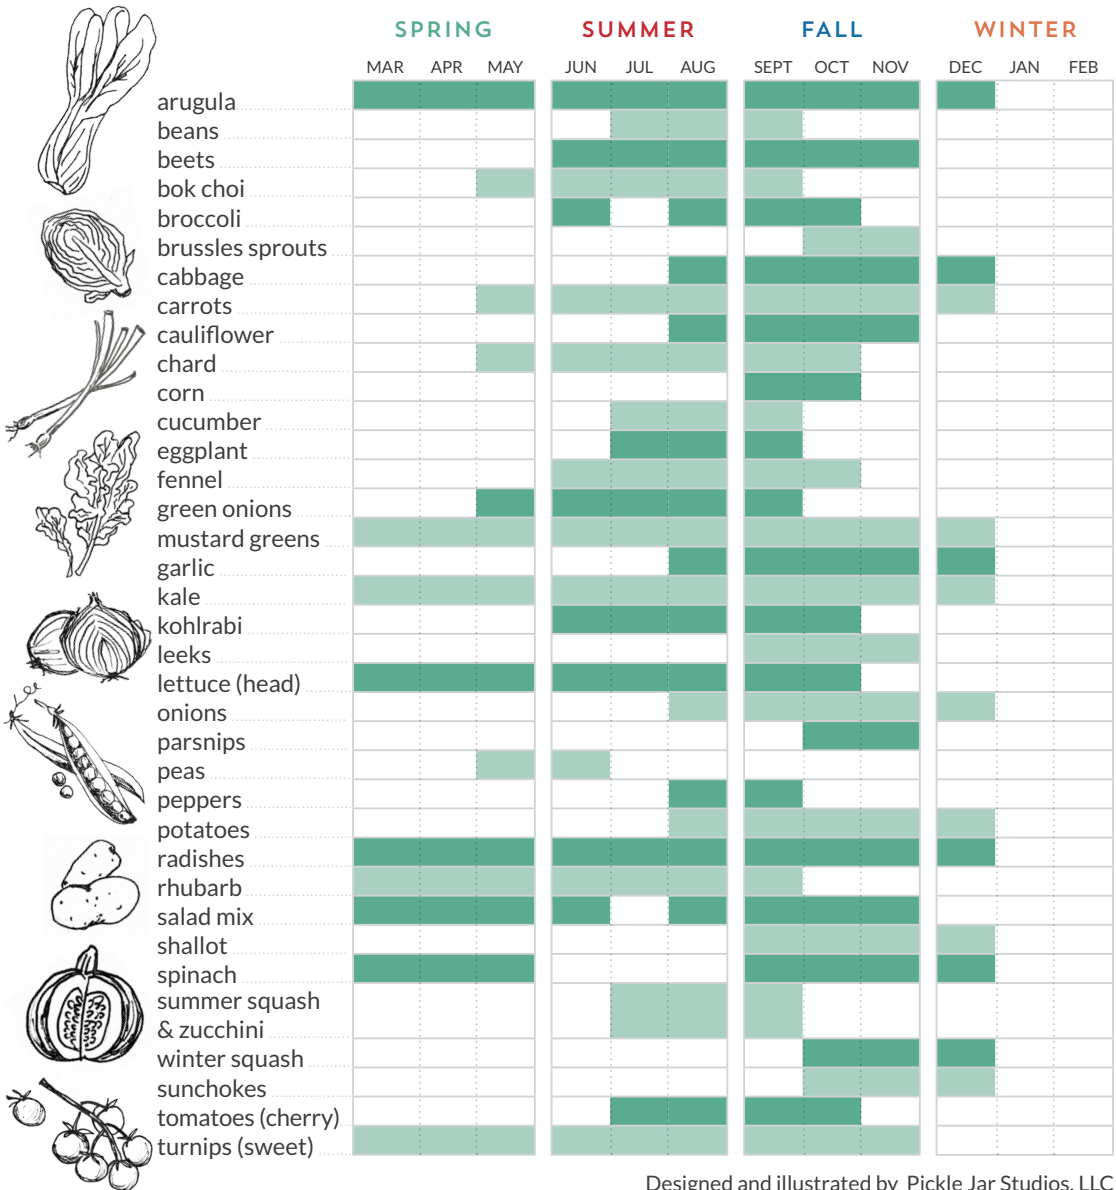 SPRING SUMMER FALL WINTER
MAR APR MAY JUN JUL AUG SEPT OCT NOV DEC JAN FEB
arugula
beans
beets
bok choi
broccoli
brussles sprouts
cabbage
carrots
cauliflower
chard
corn
cucumber
eggplant
fennel
green onions
mustard greens
garlic
kale
kohlrabi
leeks
lettuce (head)
onions
parsnips
peas
peppers
potatoes
radishes
rhubarb
salad mix
shallot
spinach
summer squash
& zucchini
winter squash
sunchokes
tomatoes (cherry)
turnips (sweet)
Designed and illustrated by Pickle Jar Studios, LLC